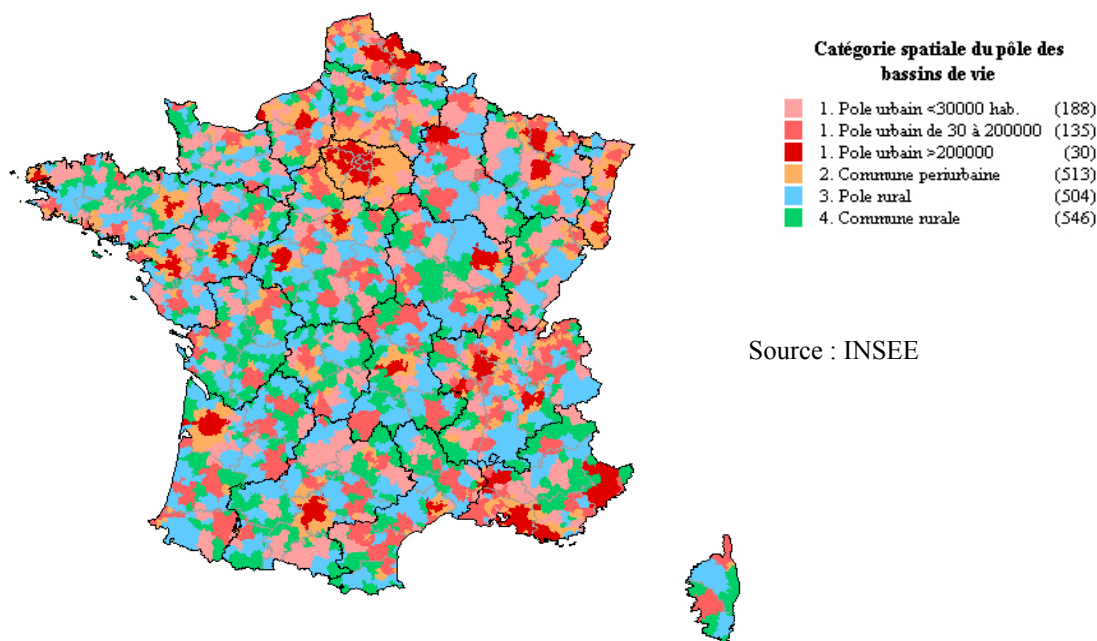 Catégorie spatiale du pôle des
bassins de vie
1. Pole urbain <30000 hab. (188)
1. Pole urbain de 30 à 200000 (135)
1. Pole urbain >200000 (30)
2. Commune periurbaine (513)
3. Pole rural (504)
4. Commune rurale (546)
Source : INSEE